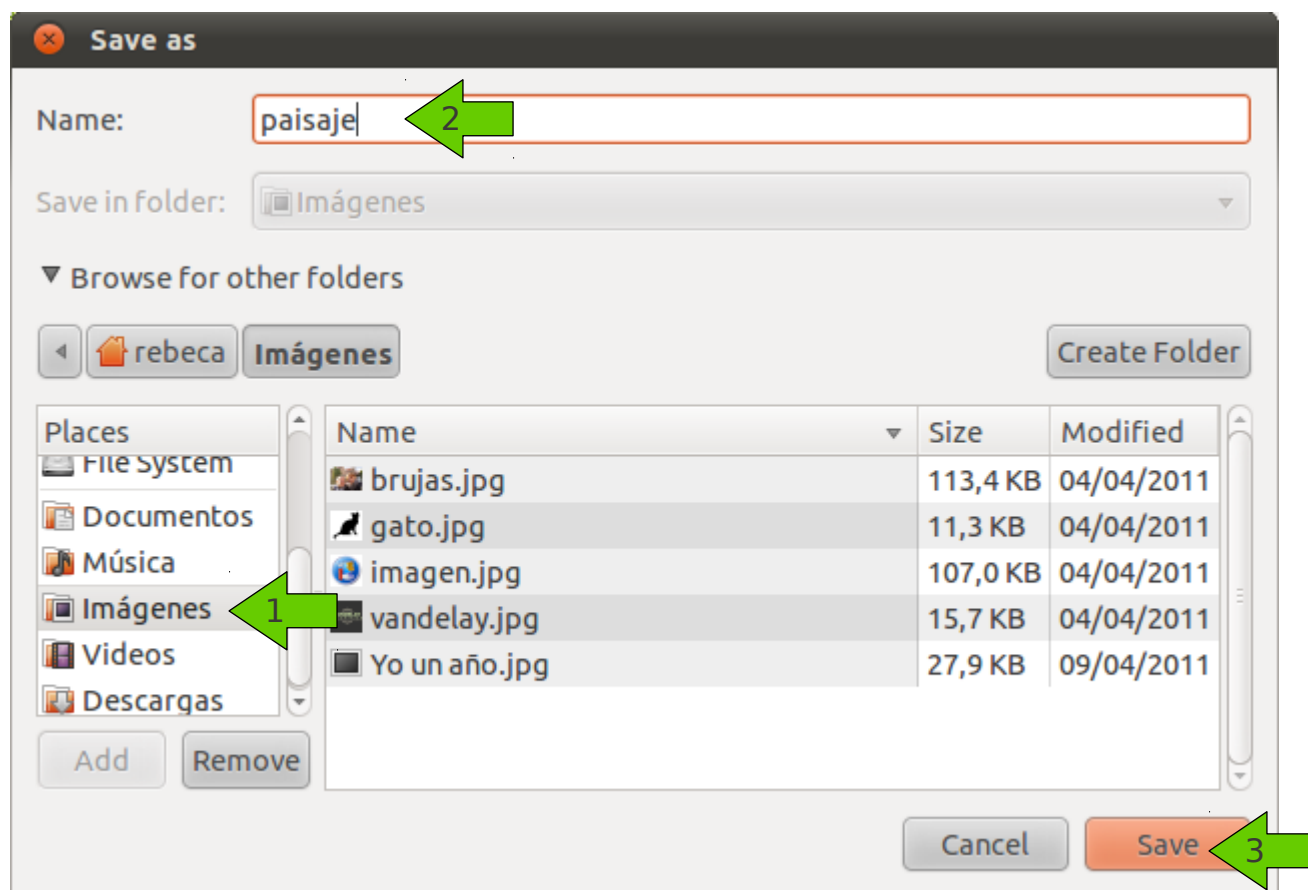 Save as
Name: paisaje 2
Save in folder: Imágenes
Browse for other folders
rebeca Imágenes Create Folder
Places Name Size Modified
File System brujas.jpg 113,4 KB 04/04/2011
Documentos gato.jpg 11,3 KB 04/04/2011
Música imagen.jpg 107,0 KB 04/04/2011
Imágenes 1 vandelay.jpg 15,7 KB 04/04/2011
Videos Yo un año.jpg 27,9 KB 09/04/2011
Descargas
Add Remove
Cancel Save 3